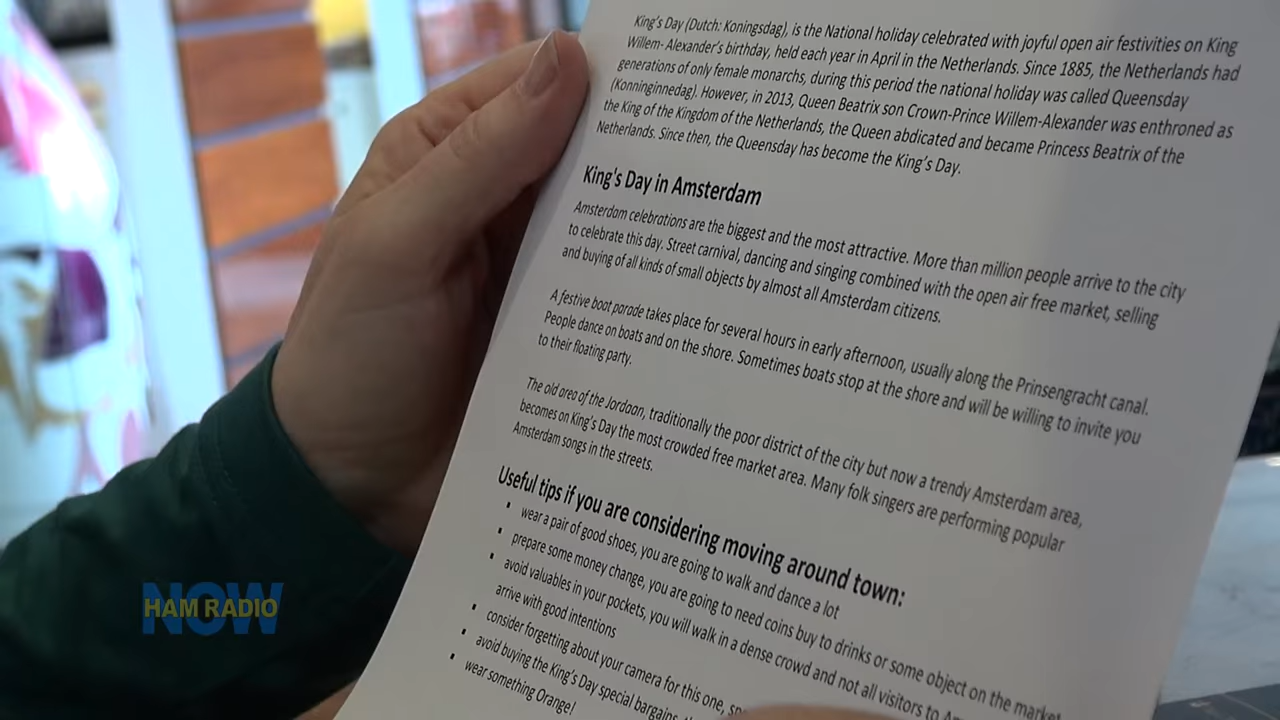 King's Day (Dutch: Koningsdag), is the National holiday celebrated with joyful open air festivities on King
Willem- Alexander's birthday, held each year in April in the Netherlands. Since 1885, the Netherlands had
generations of only female monarchs, during this period the national holiday was called Queensday
(Konninginnedag). However, in 2013, Queen Beatrix son Crown-Prince Willem-Alexander was enthroned as
the King of the Kingdom of the Netherlands, the Queen abdicated and became Princess Beatrix of the
Netherlands. Since then, the Queensday has become the King's Day.
King's Day in Amsterdam
Amsterdam celebrations are the biggest and the most attractive. More than million people arrive to the city
to celebrate this day. Street carnival, dancing and singing combined with the open air free market, selling
and buying of all kinds of small objects by almost all Amsterdam citizens.
A festive boat parade takes place for several hours in early afternoon, usually along the Prinsengracht canal.
People dance on boats and on the shore. Sometimes boats stop at the shore and will be willing to invite you
to their floating party.
The old area of the Jordaan, traditionally the poor district of the city but now a trendy Amsterdam area,
becomes on King's Day the most crowded free market area. Many folk singers are performing popular
Amsterdam songs in the streets.
Useful tips if you are considering moving around town:
• wear a pair of good shoes, you are going to walk and dance a lot
• prepare some money change, you are going to need coins buy to drinks or some object on the market
• avoid valuables in your pockets, you will walk in a dense crowd and not all visitors to
arrive with good intentions
• consider forgetting about your camera for this one,
• avoid buying the King's Day special bargains,
• wear something Orange!
NOW
HAM RADIO